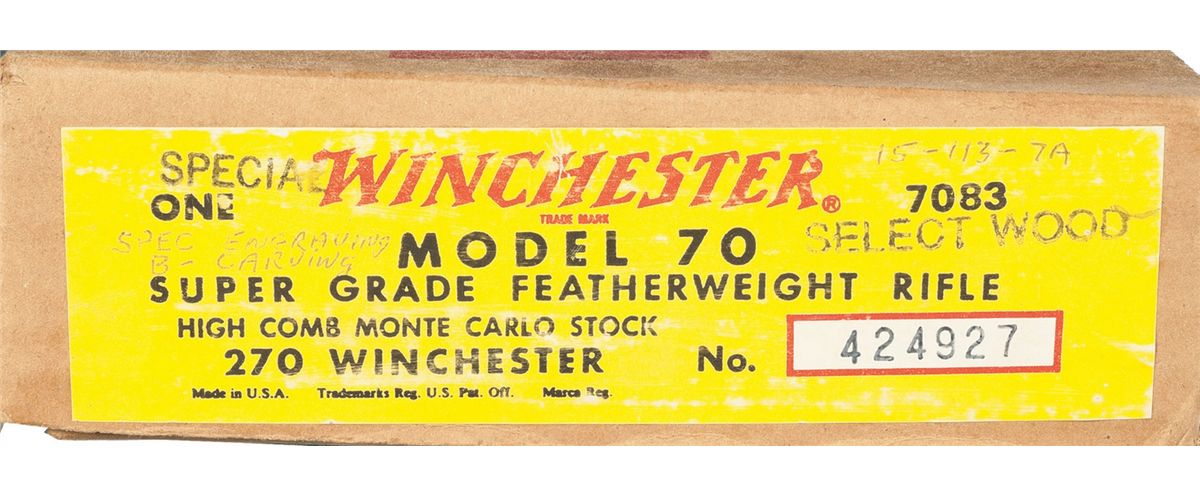 SPECIAL WINCHESTER® 15-113-7A
ONE TRADE MARK 7083
SPEC ENGRAVING MODEL 70 SELECT WOOD
B- CARVING
SUPER GRADE FEATHERWEIGHT RIFLE
HIGH COMB MONTE CARLO STOCK
270 WINCHESTER No. 424927
Made in U.S.A. Trademarks Reg. U.S. Pat. Off. Marca Reg.